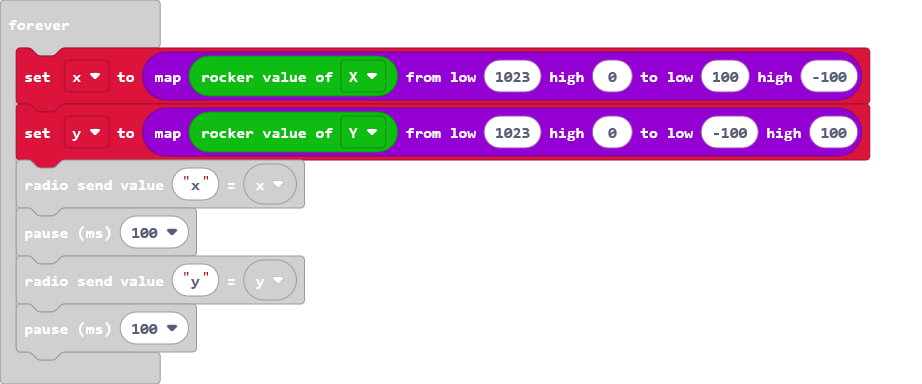 forever
set x to map rocker value of X from low 1023 high 0 to low 100 high -100
set y to map rocker value of Y from low 1023 high 0 to low -100 high 100
radio send value "x" = x
pause (ms) 100
radio send value "y" = y
pause (ms) 100